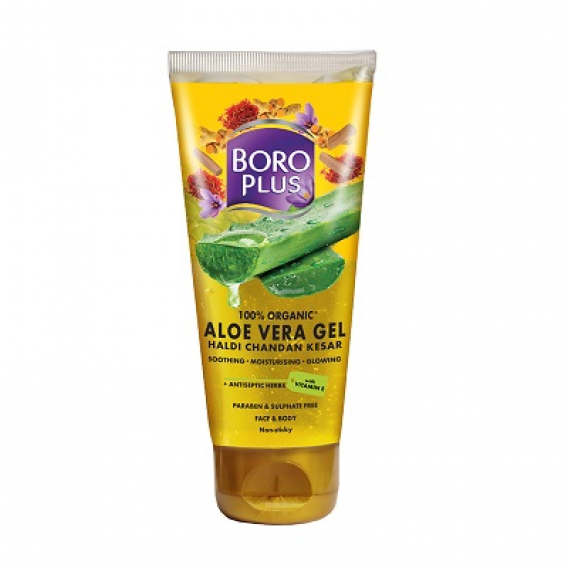 BORO
PLUS
100% ORGANIC*
ALOE VERA GEL
HALDI CHANDAN KESAR
SOOTHING • MOISTURISING • GLOWING
+ ANTISEPTIC HERBS
with
VITAMIN E
PARABEN & SULPHATE FREE
FACE & BODY
Non-sticky